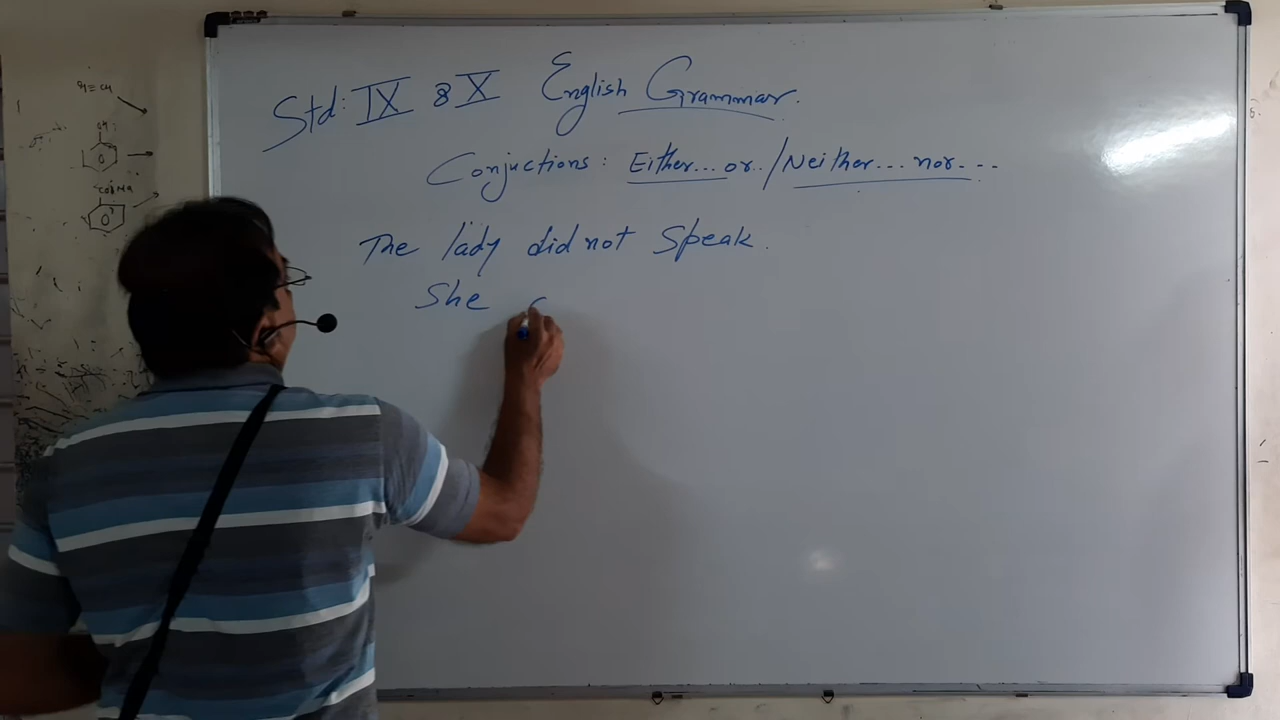 Std: IX & X English Grammar.
Conjuctions: Either...or../Neither...nor...
The lady did not Speak.
She